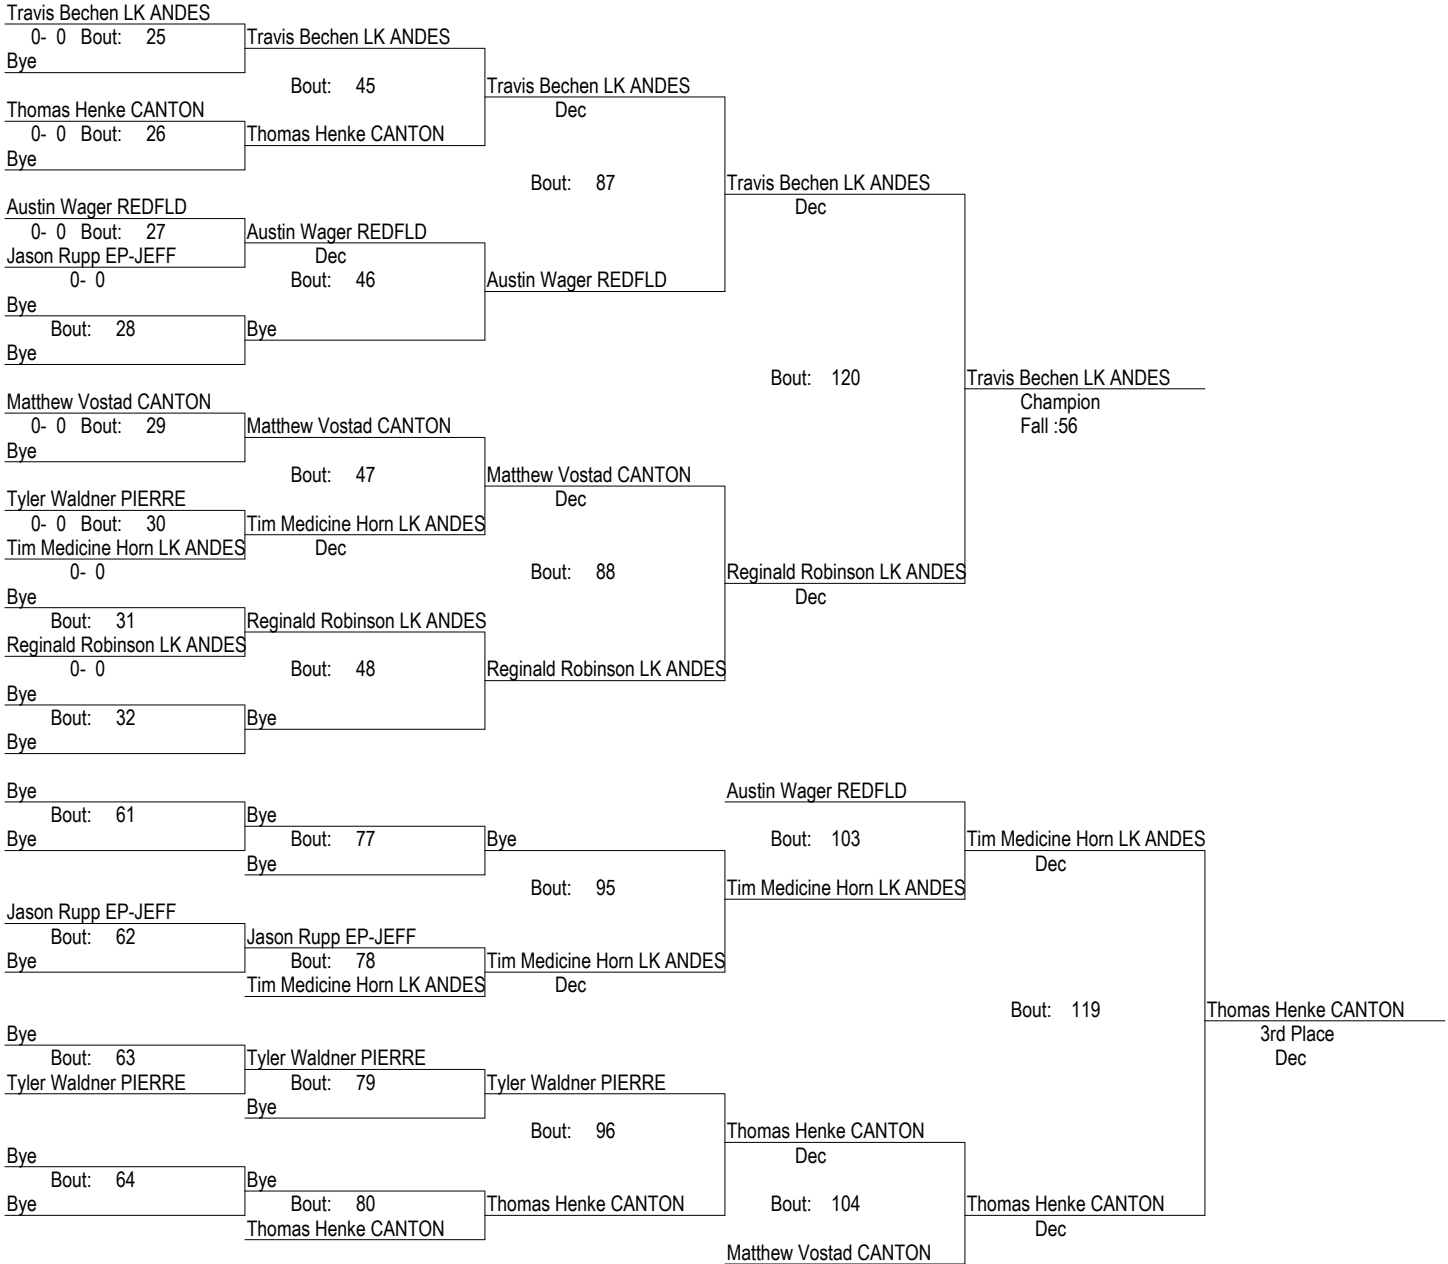 Travis Bechen LK ANDES
0- 0 Bout: 25 Travis Bechen LK ANDES
Bye
Bout: 45 Travis Bechen LK ANDES
Thomas Henke CANTON Dec
0- 0 Bout: 26 Thomas Henke CANTON
Bye
Bout: 87 Travis Bechen LK ANDES
Austin Wager REDFLD Dec
0- 0 Bout: 27 Austin Wager REDFLD
Jason Rupp EP-JEFF Dec
0- 0 Bout: 46 Austin Wager REDFLD
Bye
Bout: 28 Bye
Bye
Bout: 120 Travis Bechen LK ANDES
Matthew Vostad CANTON Champion
0- 0 Bout: 29 Matthew Vostad CANTON Fall :56
Bye
Bout: 47 Matthew Vostad CANTON
Tyler Waldner PIERRE Dec
0- 0 Bout: 30 Tim Medicine Horn LK ANDES
Tim Medicine Horn LK ANDES Dec
0- 0 Bout: 88 Reginald Robinson LK ANDES
Bye Dec
Bout: 31 Reginald Robinson LK ANDES
Reginald Robinson LK ANDES
0- 0 Bout: 48 Reginald Robinson LK ANDES
Bye
Bout: 32 Bye
Bye
Bye Austin Wager REDFLD
Bout: 61 Bye
Bye Bout: 77 Bye Bout: 103 Tim Medicine Horn LK ANDES
Bye Dec
Bout: 95 Tim Medicine Horn LK ANDES
Jason Rupp EP-JEFF
Bout: 62 Jason Rupp EP-JEFF
Bye Bout: 78 Tim Medicine Horn LK ANDES
Tim Medicine Horn LK ANDES Dec
Bout: 119 Thomas Henke CANTON
Bye 3rd Place
Bout: 63 Tyler Waldner PIERRE Dec
Tyler Waldner PIERRE Bout: 79 Tyler Waldner PIERRE
Bye
Bout: 96 Thomas Henke CANTON
Bye Dec
Bout: 64 Bye
Bye Bout: 80 Thomas Henke CANTON Bout: 104 Thomas Henke CANTON
Thomas Henke CANTON Dec
Matthew Vostad CANTON